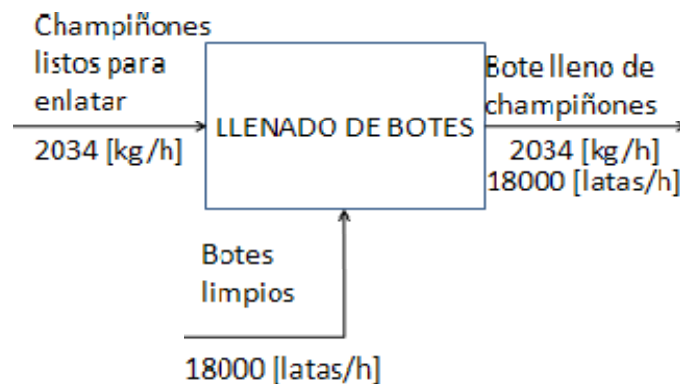 Champiñones
listos para
enlatar
2034 [kg/h]
LLENADO DE BOTES
Bote lleno de
champiñones
2034 [kg/h]
18000 [latas/h]
Botes
limpios
18000 [latas/h]